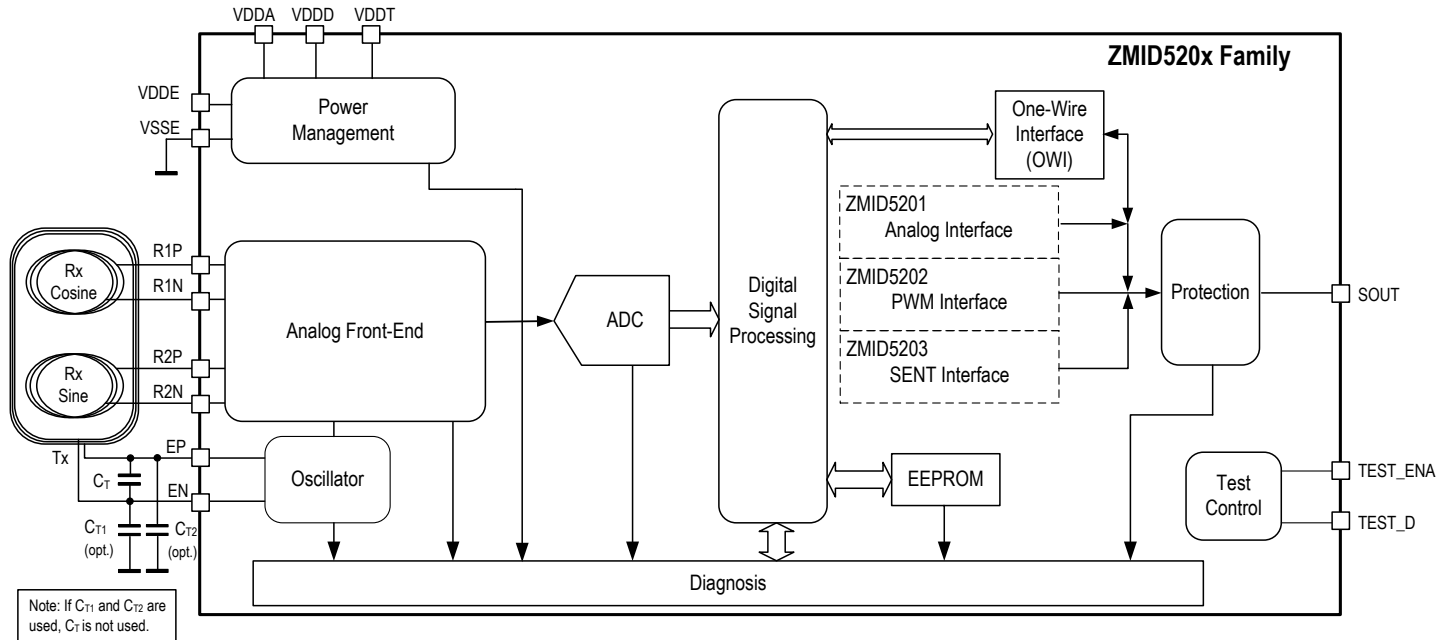 VDDA VDDD VDDT
ZMID520x Family
VDDE
VSSE
Power
Management
One-Wire
Interface
(OWI)
ZMID5201
Analog Interface
ZMID5202
PWM Interface
ZMID5203
SENT Interface
Rx
Cosine
Rx
Sine
R1P
R1N
R2P
R2N
Analog Front-End
ADC
Digital
Signal
Processing
Protection
SOUT
Tx
EP
EN
CT
CT1
(opt.)
CT2
(opt.)
Oscillator
EEPROM
Test
Control
TEST_ENA
TEST_D
Diagnosis
Note: If CT1 and CT2 are
used, CT is not used.